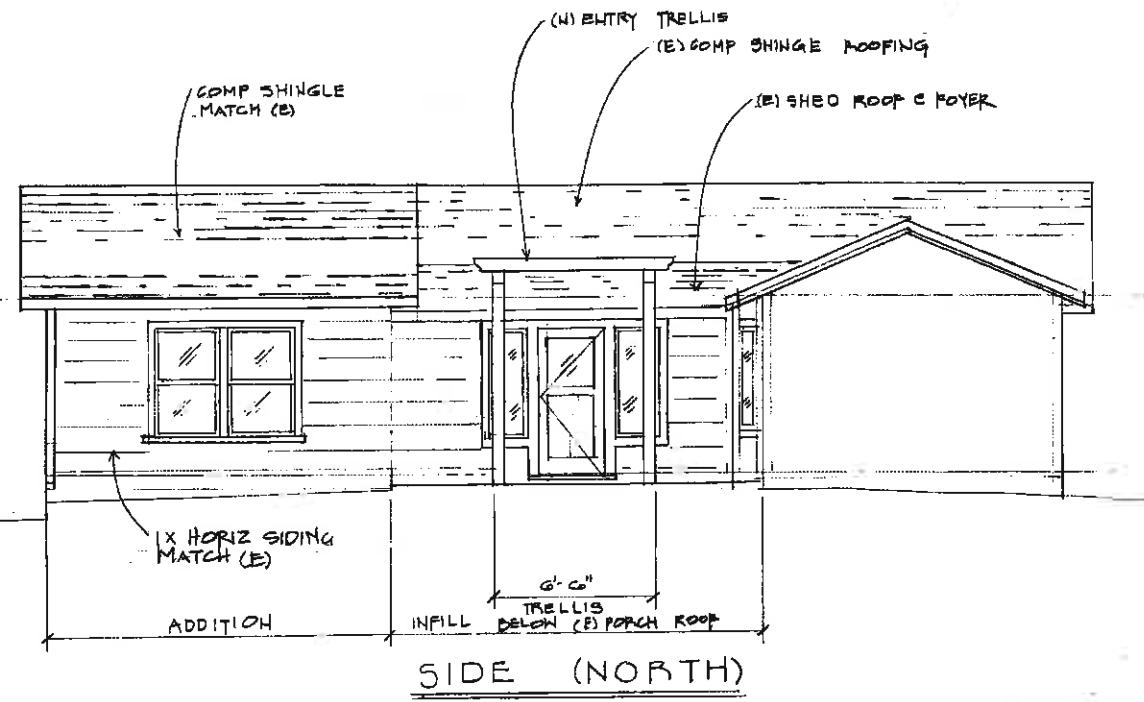 (N) ENTRY TRELLIS
(E) COMP SHINGE ROOFING
COMP SHINGLE
MATCH (E)
(E) SHED ROOF @ FOYER
1X HORIZ SIDING
MATCH (E)
6'-6"
TRELLIS
ADDITION
INFILL BELOW (E) PORCH ROOF
SIDE (NORTH)